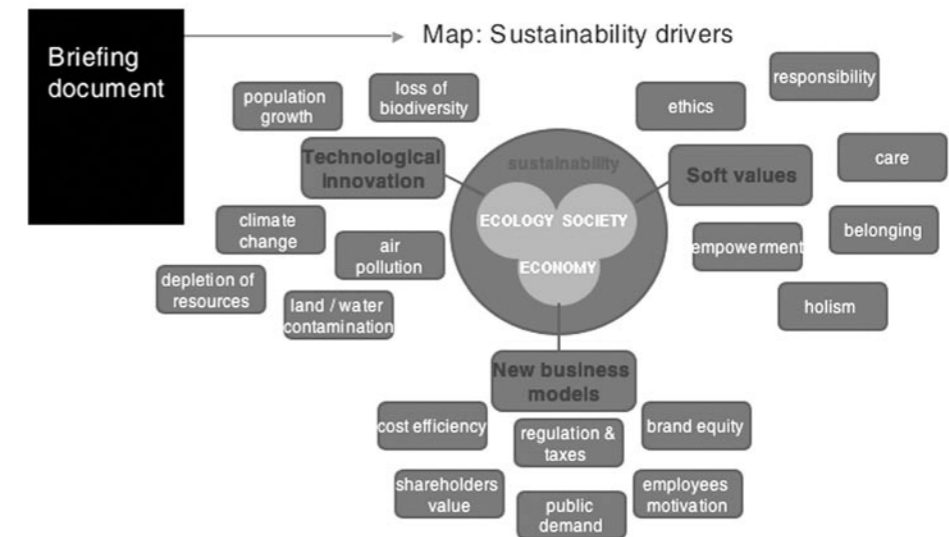 Briefing
document
Map: Sustainability drivers
population
growth
loss of
biodiversity
ethics
responsibility
Technological
innovation
sustainability
Soft values
care
ECOLOGY SOCIETY
ECONOMY
climate
change
air
pollution
empowerment
belonging
depletion of
resources
land / water
contamination
holism
New business
models
cost efficiency
regulation &
taxes
brand equity
shareholders
value
public
demand
employees
motivation